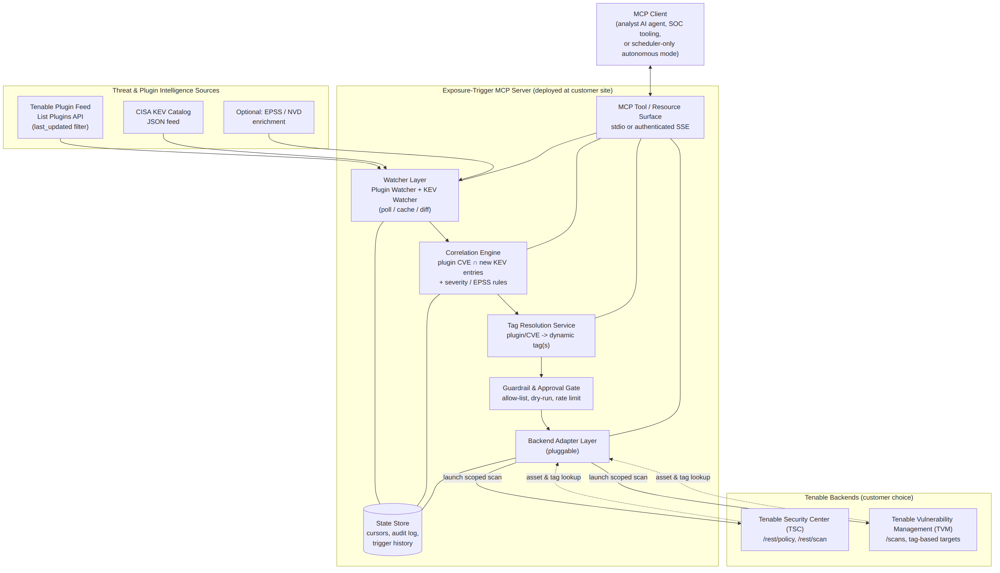 MCP Client
(analyst AI agent, SOC
tooling,
or scheduler-only
autonomous mode)
Threat & Plugin Intelligence Sources
Tenable Plugin Feed
List Plugins API
(last_updated filter)
CISA KEV Catalog
JSON feed
Optional: EPSS / NVD
enrichment
Exposure-Trigger MCP Server (deployed at customer site)
MCP Tool / Resource
Surface
stdio or authenticated SSE
Watcher Layer
Plugin Watcher + KEV
Watcher
(poll / cache / diff)
Correlation Engine
plugin CVE ∩ new KEV
entries
+ severity / EPSS rules
Tag Resolution Service
plugin/CVE -> dynamic
tag(s)
Guardrail & Approval Gate
allow-list, dry-run, rate limit
Backend Adapter Layer
(pluggable)
launch scoped scan
asset & tag lookup
launch scoped scan
asset & tag lookup
State Store
cursors, audit log,
trigger history
Tenable Backends (customer choice)
Tenable Security Center
(TSC)
/rest/policy, /rest/scan
Tenable Vulnerability
Management (TVM)
/scans, tag-based targets